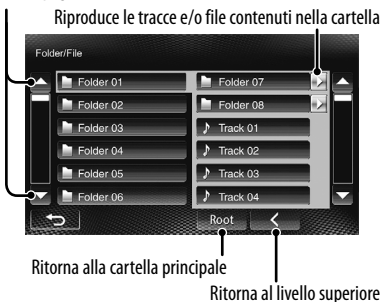 Riproduce le tracce e/o file contenuti nella cartella
Folder/File
Folder 01
Folder 07
Folder 02
Folder 08
Folder 03
Track 01
Folder 04
Track 02
Folder 05
Track 03
Folder 06
Track 04
Root
Ritorna alla cartella principale
Ritorna al livello superiore